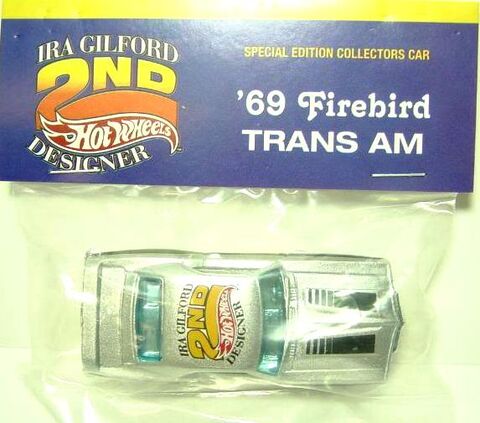 IRA GILFORD
2ND
Hot Wheels
DESIGNER
SPECIAL EDITION COLLECTORS CAR
'69 Firebird
TRANS AM
IRA GILFORD
2ND
Hot Wheels
DESIGNER